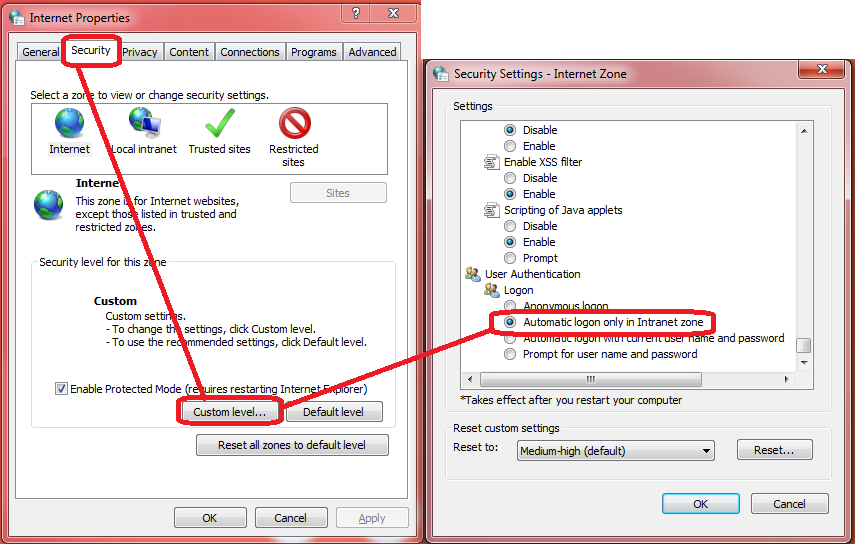 Internet Properties
General Security Privacy Content Connections Programs Advanced
Select a zone to view or change security settings.
Internet Local intranet Trusted sites Restricted sites
Internet
This zone is for Internet websites,
except those listed in trusted and
restricted zones.
Sites
Security level for this zone
Custom
Custom settings.
- To change the settings, click Custom level.
- To use the recommended settings, click Default level.
Enable Protected Mode (requires restarting Internet Explorer)
Custom level... Default level
Reset all zones to default level
OK Cancel Apply
Security Settings - Internet Zone
Settings
Disable
Enable
Enable XSS filter
Disable
Enable
Scripting of Java applets
Disable
Enable
Prompt
User Authentication
Logon
Anonymous logon
Automatic logon only in Intranet zone
Automatic logon with current user name and password
Prompt for user name and password
*Takes effect after you restart your computer
Reset custom settings
Reset to: Medium-high (default) Reset...
OK Cancel